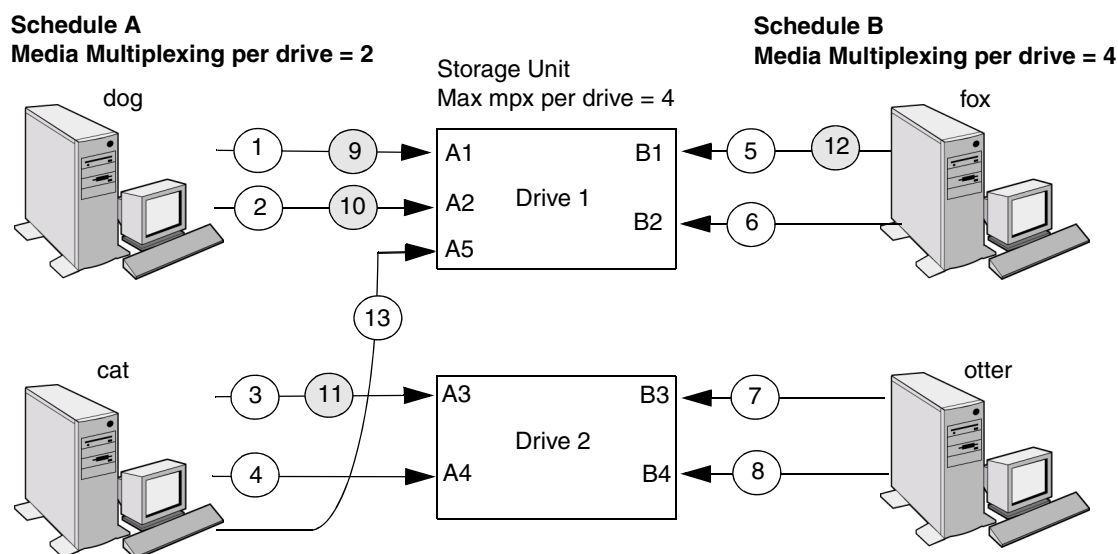 Schedule A
Media Multiplexing per drive = 2
Schedule B
Media Multiplexing per drive = 4
Storage Unit
Max mpx per drive = 4
dog
fox
1
9
A1
B1
5
12
2
10
A2
Drive 1
B2
6
A5
13
cat
otter
3
11
A3
B3
7
Drive 2
4
A4
B4
8